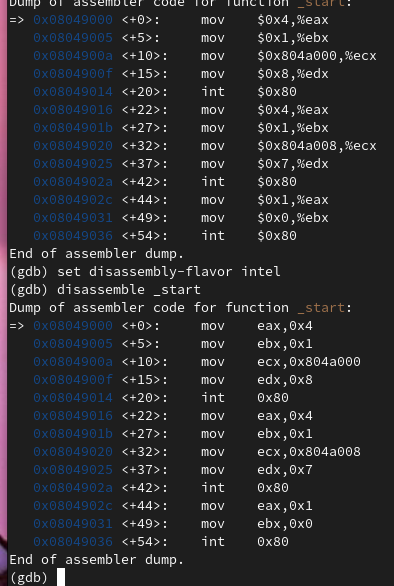 Dump of assembler code for function _start:
=> 0x08049000 <+0>:     mov    $0x4,%eax
   0x08049005 <+5>:     mov    $0x1,%ebx
   0x0804900a <+10>:    mov    $0x804a000,%ecx
   0x0804900f <+15>:    mov    $0x8,%edx
   0x08049014 <+20>:    int    $0x80
   0x08049016 <+22>:    mov    $0x4,%eax
   0x0804901b <+27>:    mov    $0x1,%ebx
   0x08049020 <+32>:    mov    $0x804a008,%ecx
   0x08049025 <+37>:    mov    $0x7,%edx
   0x0804902a <+42>:    int    $0x80
   0x0804902c <+44>:    mov    $0x1,%eax
   0x08049031 <+49>:    mov    $0x0,%ebx
   0x08049036 <+54>:    int    $0x80
End of assembler dump.
(gdb) set disassembly-flavor intel
(gdb) disassemble _start
Dump of assembler code for function _start:
=> 0x08049000 <+0>:     mov    eax,0x4
   0x08049005 <+5>:     mov    ebx,0x1
   0x0804900a <+10>:    mov    ecx,0x804a000
   0x0804900f <+15>:    mov    edx,0x8
   0x08049014 <+20>:    int    0x80
   0x08049016 <+22>:    mov    eax,0x4
   0x0804901b <+27>:    mov    ebx,0x1
   0x08049020 <+32>:    mov    ecx,0x804a008
   0x08049025 <+37>:    mov    edx,0x7
   0x0804902a <+42>:    int    0x80
   0x0804902c <+44>:    mov    eax,0x1
   0x08049031 <+49>:    mov    ebx,0x0
   0x08049036 <+54>:    int    0x80
End of assembler dump.
(gdb)